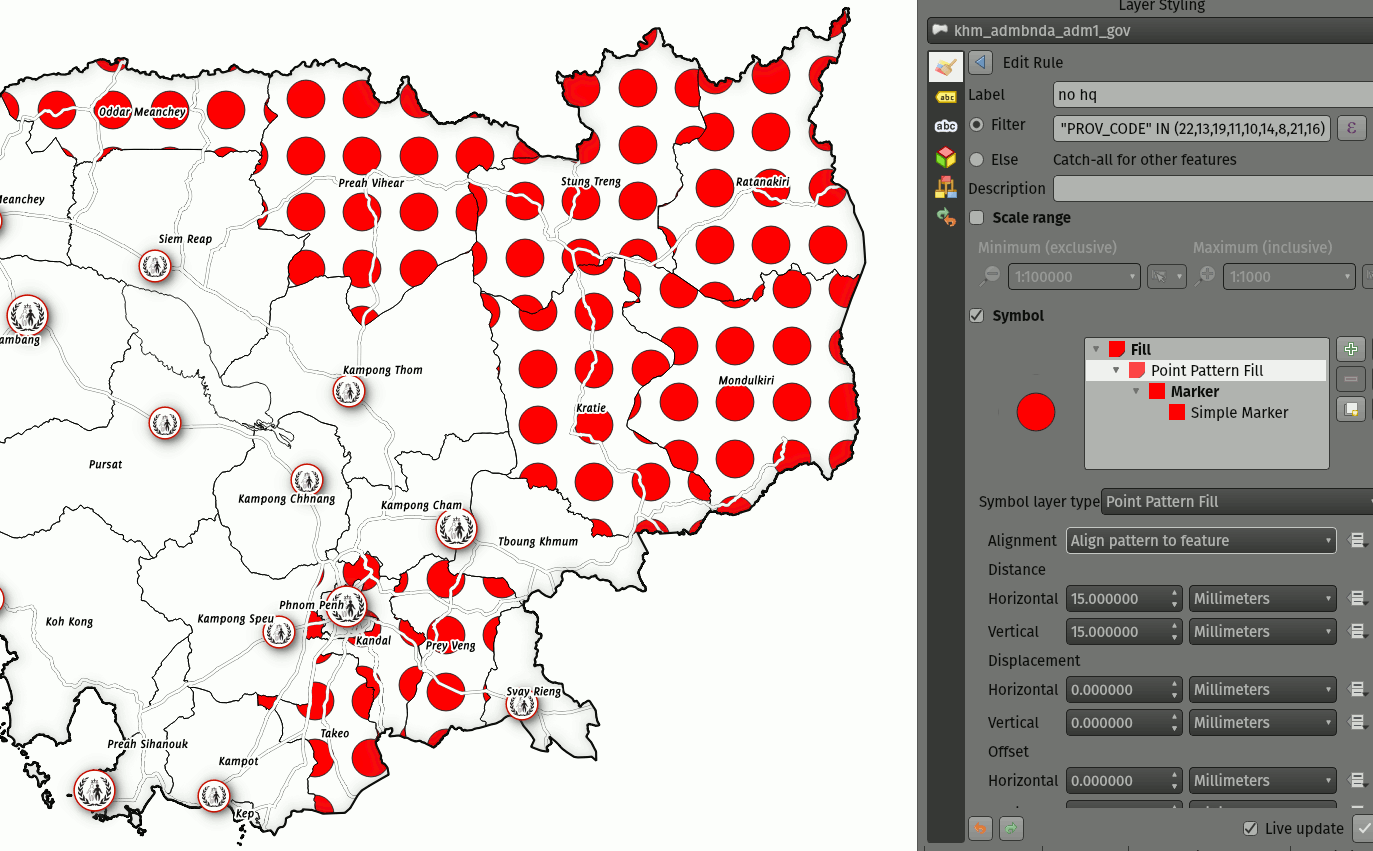 Oddar Meanchey
Preah Vihear
Stung Treng
Ratanakiri
Meanchey
Siem Reap
ambang
Kampong Thom
Mondulkiri
Kratie
Pursat
Kampong Chhnang
Kampong Cham
Tboung Khmum
Phnom Penh
Kampong Speu
Koh Kong
Kandal
Prey Veng
Svay Rieng
Takeo
Preah Sihanouk
Kampot
Kep
Layer Styling
khm_admbnda_adm1_gov
abc
abc
Edit Rule
Label no hq
Filter "PROV_CODE" IN (22,13,19,11,10,14,8,21,16) ε
Else Catch-all for other features
Description
Scale range
Minimum (exclusive) Maximum (inclusive)
1:100000 1:1000
Symbol
Fill
Point Pattern Fill
Marker
Simple Marker
Symbol layer type Point Pattern Fill
Alignment Align pattern to feature
Distance
Horizontal 15.000000 Millimeters
Vertical 15.000000 Millimeters
Displacement
Horizontal 0.000000 Millimeters
Vertical 0.000000 Millimeters
Offset
Horizontal 0.000000 Millimeters
Live update